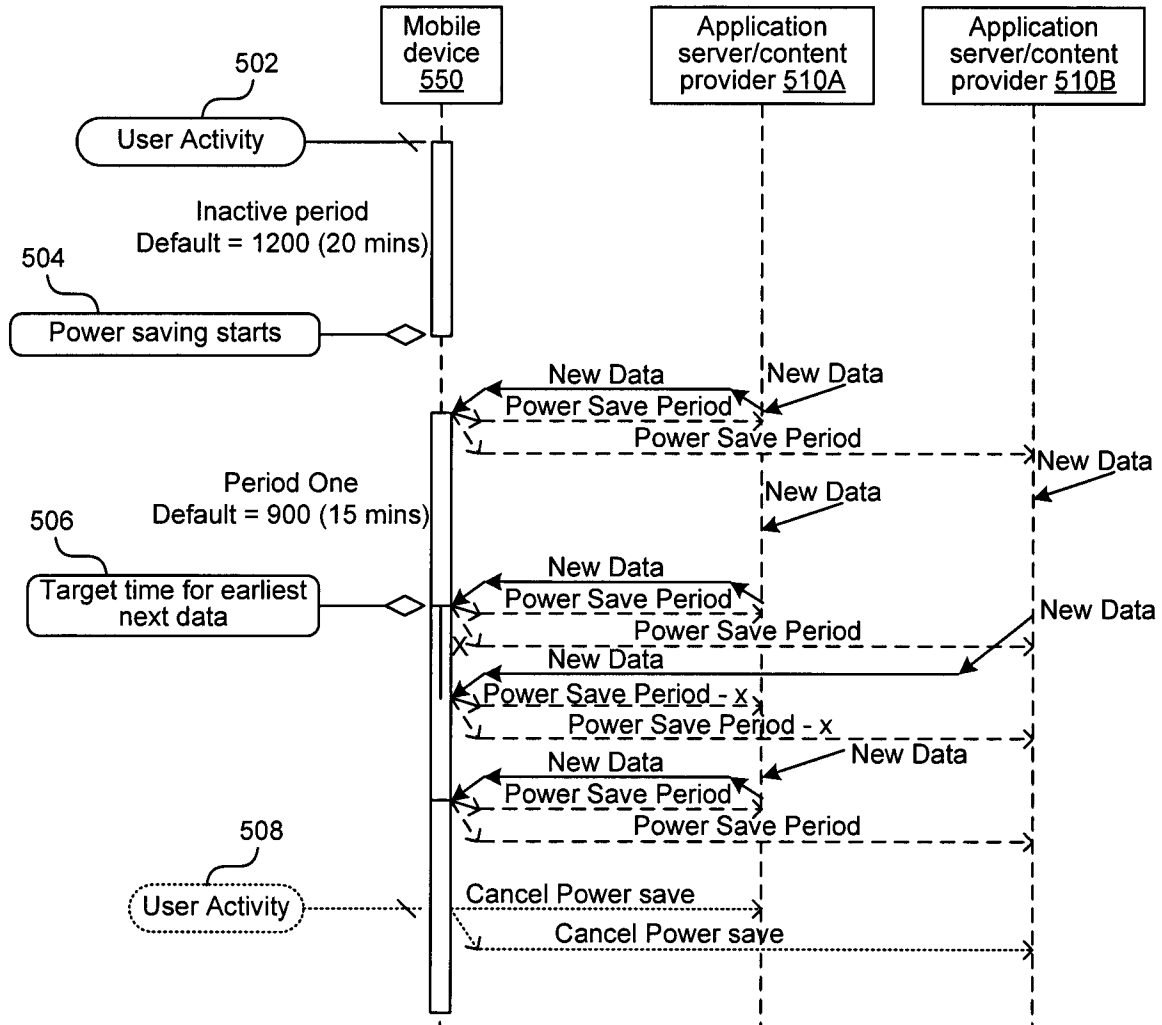 Mobile
device
550
Application
server/content
provider 510A
Application
server/content
provider 510B
502
User Activity
Inactive period
Default = 1200 (20 mins)
504
Power saving starts
New Data
New Data
Power Save Period
Power Save Period
New Data
Period One
Default = 900 (15 mins)
New Data
506
Target time for earliest
next data
New Data
Power Save Period
New Data
Power Save Period
X
New Data
Power Save Period - x
Power Save Period - x
New Data
New Data
Power Save Period
Power Save Period
508
User Activity
Cancel Power save
Cancel Power save